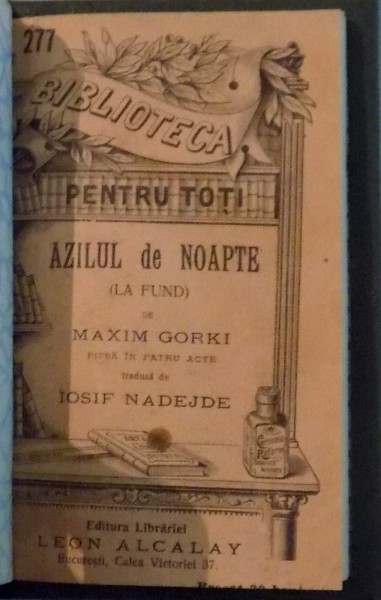 277
BIBLIOTECA
PENTRU TOȚI
AZILUL de NOAPTE
(LA FUND)
DE
MAXIM GORKI
PIESĂ ÎN PATRU ACTE
tradusă de
IOSIF NADEJDE
Editura Librăriei
LEON ALCALAY
București, Calea Victoriei 37.